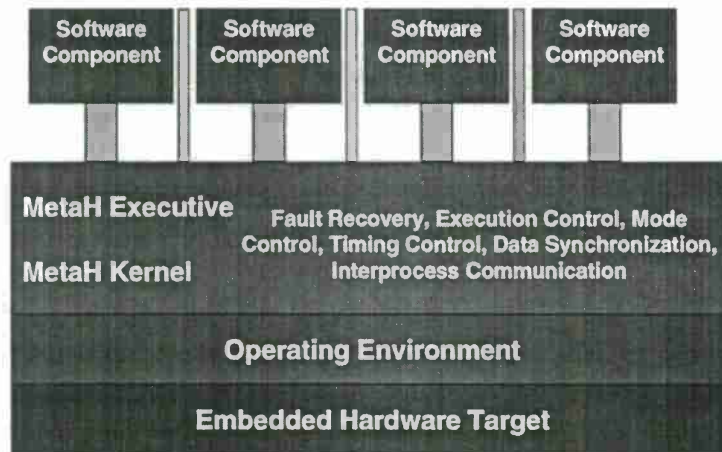 Software
Component
Software
Component
Software
Component
Software
Component
MetaH Executive
MetaH Kernel
Fault Recovery, Execution Control, Mode
Control, Timing Control, Data Synchronization,
Interprocess Communication
Operating Environment
Embedded Hardware Target